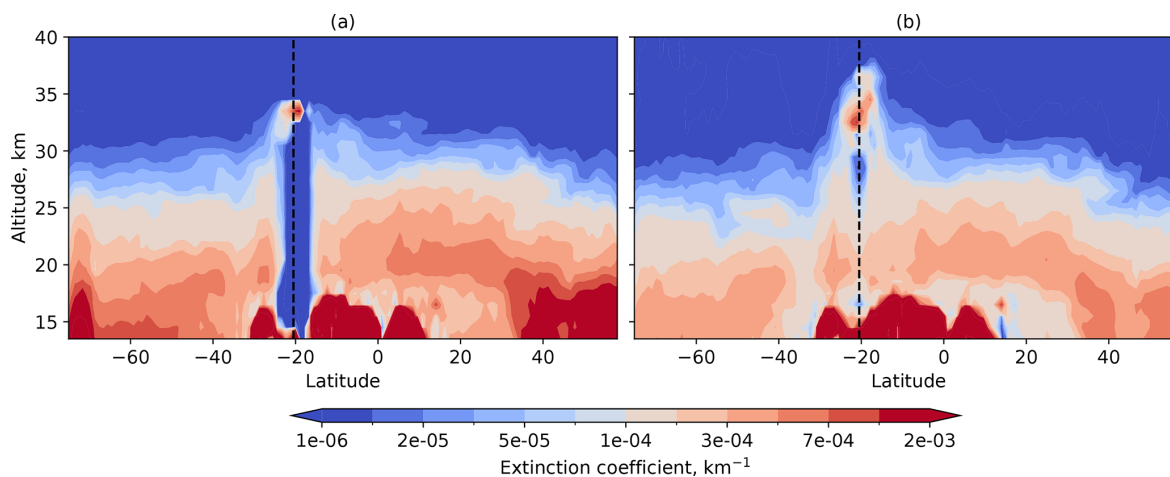 (a) (b)
40
35
30
25
20
15
Altitude, km
−60 −40 −20 0 20 40 −60 −40 −20 0 20 40
Latitude Latitude
1e-06 2e-05 5e-05 1e-04 3e-04 7e-04 2e-03
Extinction coefficient, km⁻¹